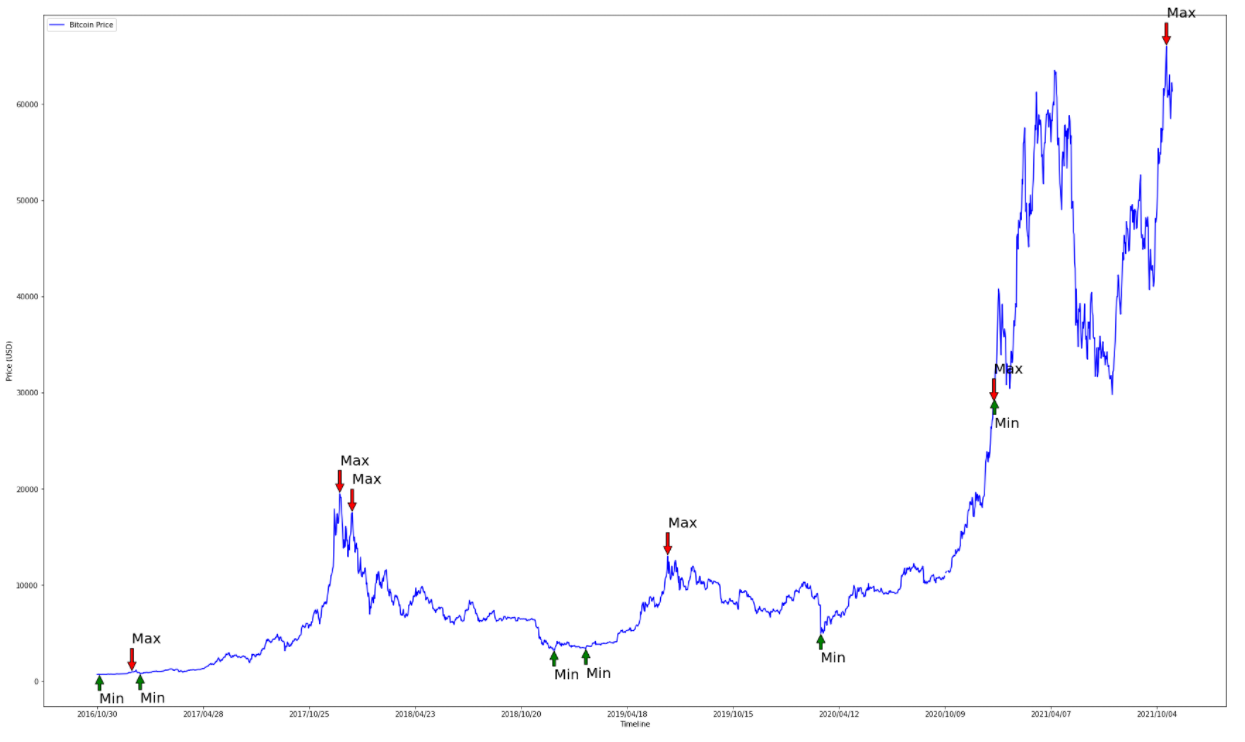 Max
Bitcoin Price
60000
50000
40000
Max
30000
Min
Max
Max
20000
Max
10000
Max
Min
Min
Min
0
Min
Min
2016/10/30
2017/04/28
2017/10/25
2018/04/23
2018/10/20
2019/04/18
2019/10/15
2020/04/12
2020/10/09
2021/04/07
2021/10/04
Timeline
Price (USD)